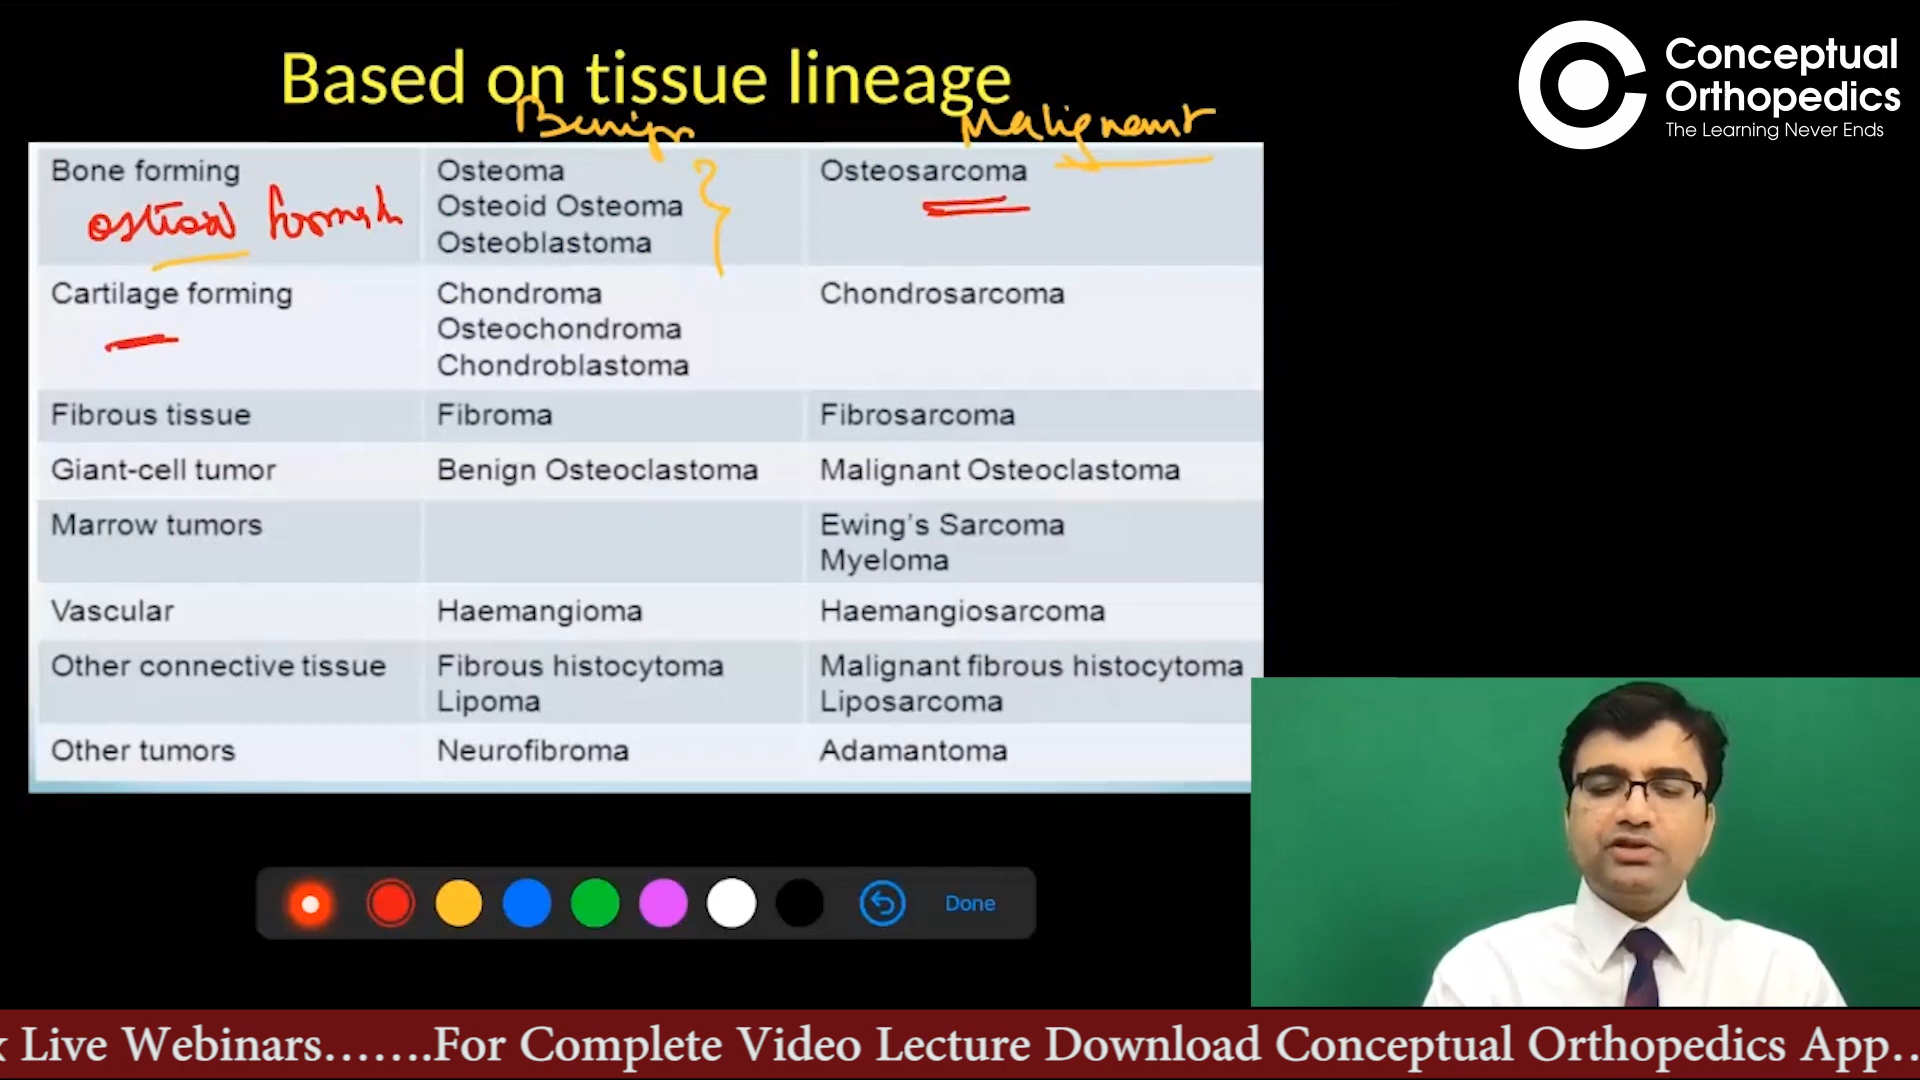 Based on tissue lineage
Conceptual
Orthopedics
The Learning Never Ends
Benign
Malignant
Bone forming
Osteoma
Osteosarcoma
Osteoid Osteoma
Osteoblastoma
Cartilage forming
Chondroma
Chondrosarcoma
Osteochondroma
Chondroblastoma
Fibrous tissue
Fibroma
Fibrosarcoma
Giant-cell tumor
Benign Osteoclastoma
Malignant Osteoclastoma
Marrow tumors
Ewing's Sarcoma
Myeloma
Vascular
Haemangioma
Haemangiosarcoma
Other connective tissue
Fibrous histocytoma
Malignant fibrous histocytoma
Lipoma
Liposarcoma
Other tumors
Neurofibroma
Adamantoma
Done
Live Webinars.......For Complete Video Lecture Download Conceptual Orthopedics App..